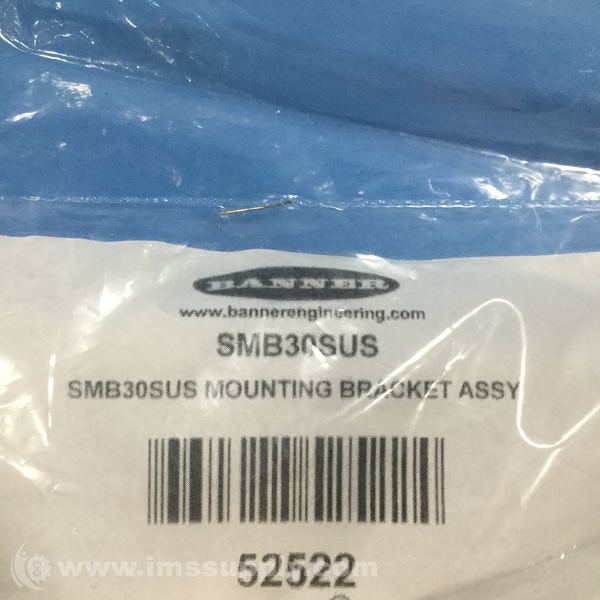 BANNER
www.bannerengineering.com
SMB30SUS
SMB30SUS MOUNTING BRACKET ASSY
52522
www.imssupply.com